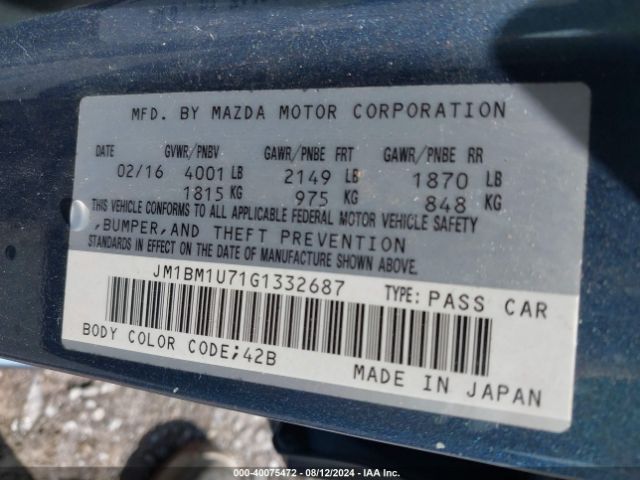 MFD. BY MAZDA MOTOR CORPORATION
DATE GVWR/PNBV GAWR/PNBE FRT GAWR/PNBE RR
02/16 4001 LB 2149 LB 1870 LB
1815 KG 975 KG 848 KG
THIS VEHICLE CONFORMS TO ALL APPLICABLE FEDERAL MOTOR VEHICLE SAFETY
,BUMPER,AND THEFT PREVENTION
STANDARDS IN EFFECT ON THE DATE OF MANUFACTURE SHOWN ABOVE.
JM1BM1U71G1332687 TYPE: PASS CAR
BODY COLOR CODE;42B
MADE IN JAPAN
000-40075472 - 08/12/2024 - IAA Inc.